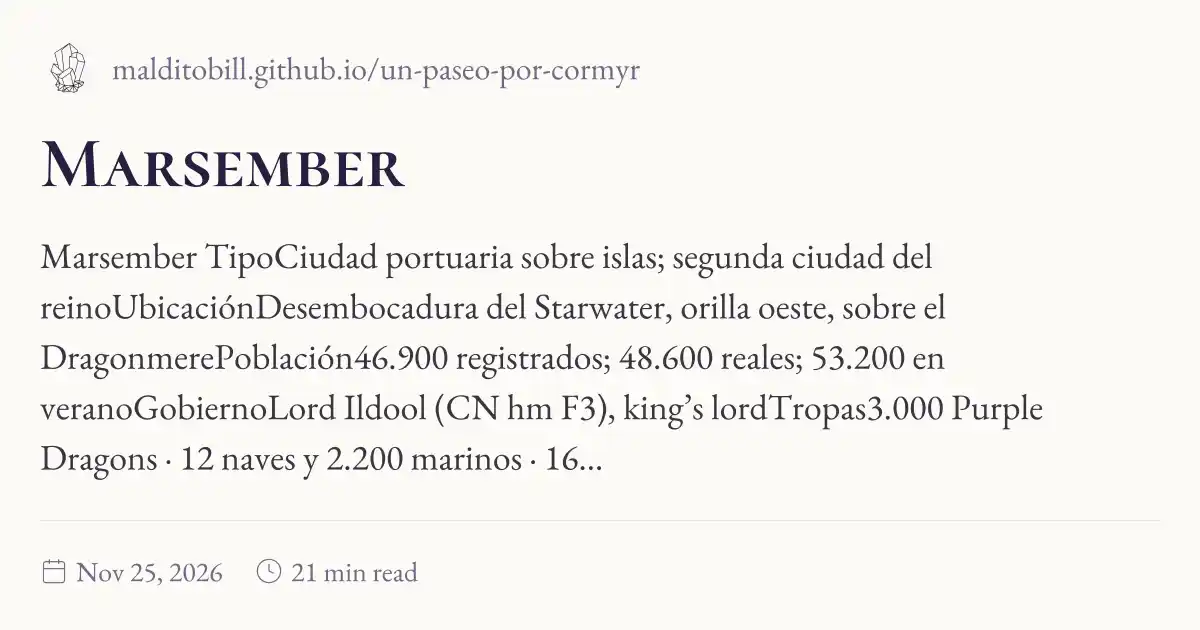 malditobill.github.io/un-paseo-por-cormyr
Marsember
Marsember TipoCiudad portuaria sobre islas; segunda ciudad del
reinoUbicaciónDesembocadura del Starwater, orilla oeste, sobre el
DragonmerePoblación46.900 registrados; 48.600 reales; 53.200 en
veranoGobiernoLord Ildool (CN hm F3), king’s lordTropas3.000 Purple
Dragons · 12 naves y 2.200 marinos · 16...
Nov 25, 2026 21 min read